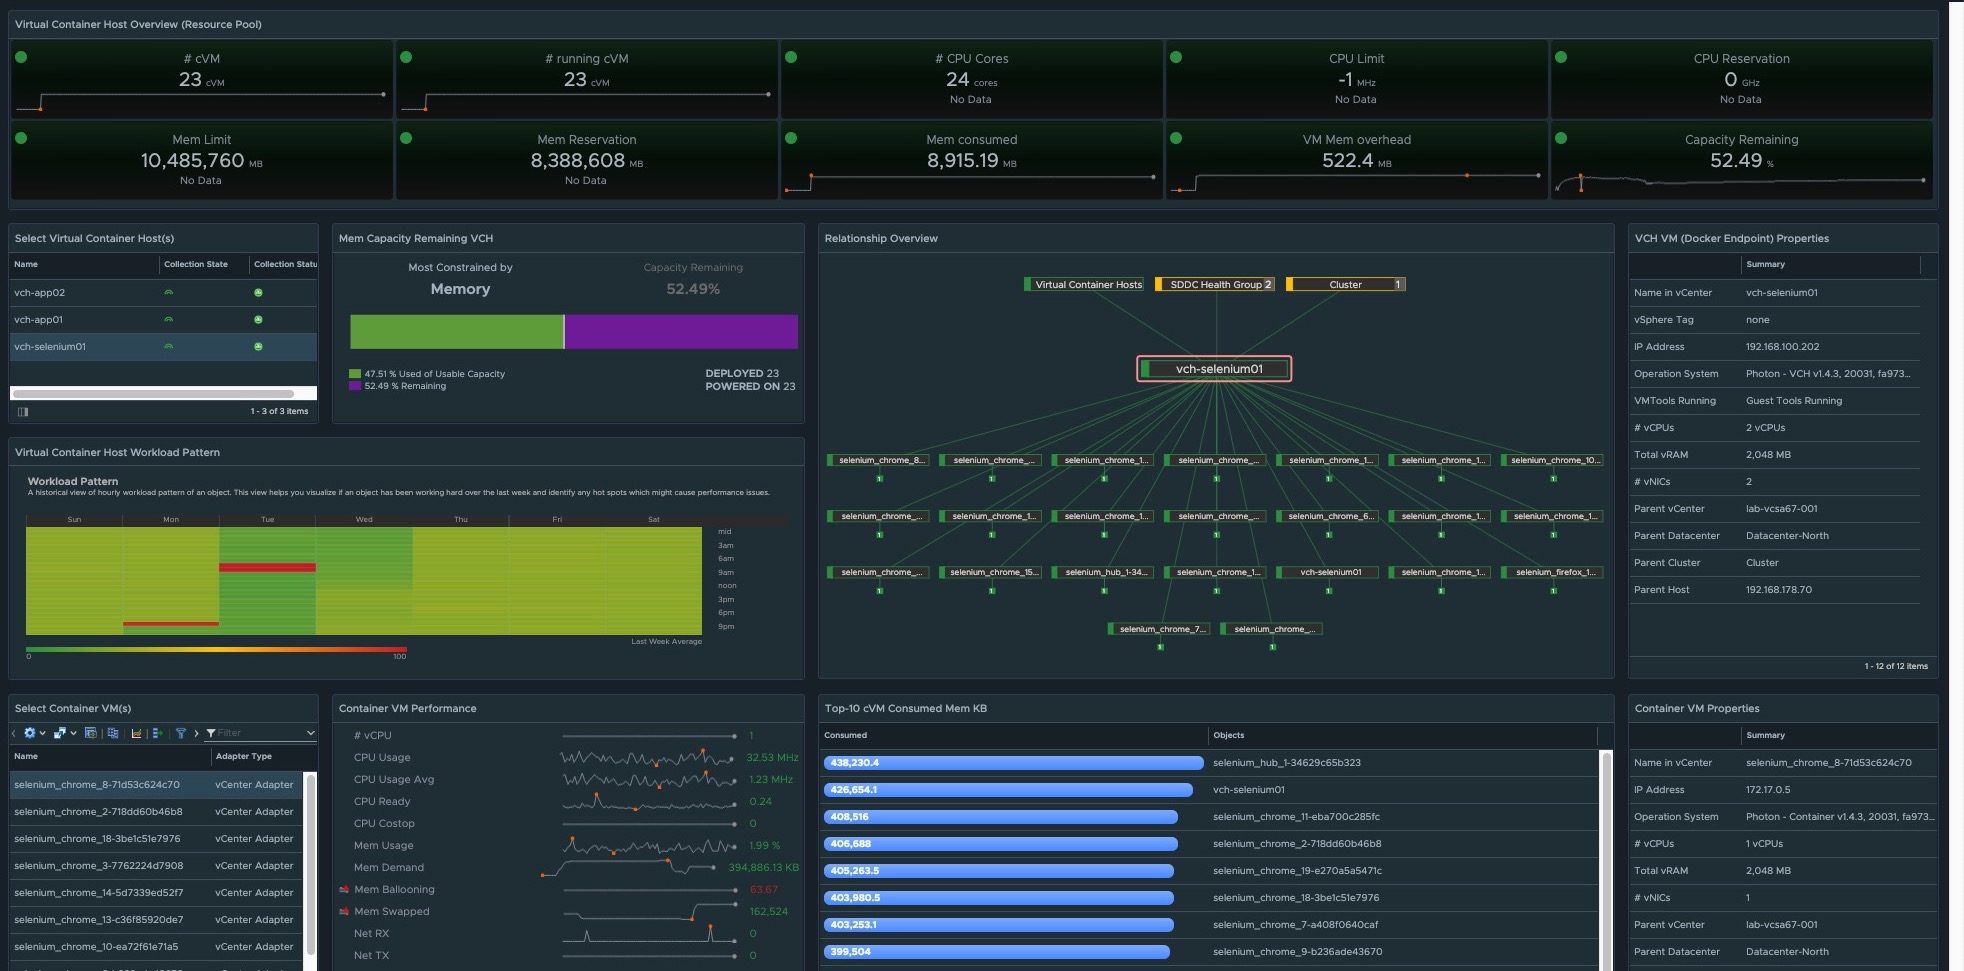 Virtual Container Host Overview (Resource Pool)
# cVM
23 cVM
# running cVM
23 cVM
# CPU Cores
24 cores
No Data
CPU Limit
-1 MHz
No Data
CPU Reservation
0 GHz
No Data
Mem Limit
10,485,760 MB
No Data
Mem Reservation
8,388,608 MB
No Data
Mem consumed
8,915.19 MB
VM Mem overhead
522.4 MB
Capacity Remaining
52.49 %
Select Virtual Container Host(s)
Name Collection State Collection Statu
vch-app02
vch-app01
vch-selenium01
1 - 3 of 3 items
Mem Capacity Remaining VCH
Most Constrained by
Memory
Capacity Remaining
52.49%
47.51 % Used of Usable Capacity
52.49 % Remaining
DEPLOYED 23
POWERED ON 23
Relationship Overview
Virtual Container Hosts SDDC Health Group 2 Cluster 1
vch-selenium01
selenium_chrome_8... selenium_chrome_... selenium_chrome_1... selenium_chrome_... selenium_chrome_1... selenium_chrome_1... selenium_chrome_10...
1 1 1 1 1 1 1
selenium_chrome_... selenium_chrome_1... selenium_chrome_1... selenium_chrome_... selenium_chrome_6... selenium_chrome_1... selenium_chrome_1...
1 1 1 1 1 1 1
selenium_chrome_... selenium_chrome_15... selenium_hub_1-34... selenium_chrome_1... vch-selenium01 selenium_chrome_1... selenium_firefox_1...
1 1 1 1 1 1 1
selenium_chrome_7... selenium_chrome_...
1 1
VCH VM (Docker Endpoint) Properties
Summary
Name in vCenter vch-selenium01
vSphere Tag none
IP Address 192.168.100.202
Operation System Photon - VCH v1.4.3, 20031, fa973...
VMTools Running Guest Tools Running
# vCPUs 2 vCPUs
Total vRAM 2,048 MB
# vNICs 2
Parent vCenter lab-vcsa67-001
Parent Datacenter Datacenter-North
Parent Cluster Cluster
Parent Host 192.168.178.70
1 - 12 of 12 items
Virtual Container Host Workload Pattern
Workload Pattern
A historical view of hourly workload pattern of an object. This view helps you visualize if an object has been working hard over the last week and identify any hot spots which might cause performance issues.
Sun Mon Tue Wed Thu Fri Sat
mid
3am
6am
9am
noon
3pm
6pm
9pm
Last Week Average
0 100
Select Container VM(s)
Filter
Name Adapter Type
selenium_chrome_8-71d53c624c70 vCenter Adapter
selenium_chrome_2-718dd60b46b8 vCenter Adapter
selenium_chrome_18-3be1c51e7976 vCenter Adapter
selenium_chrome_3-7762224d7908 vCenter Adapter
selenium_chrome_14-5d7339ed52f7 vCenter Adapter
selenium_chrome_13-c36f85920de7 vCenter Adapter
selenium_chrome_10-ea72f61e71a5 vCenter Adapter
Container VM Performance
# vCPU 1
CPU Usage 32.53 MHz
CPU Usage Avg 1.23 MHz
CPU Ready 0.24
CPU Costop 0
Mem Usage 1.99 %
Mem Demand 394,886.13 KB
Mem Ballooning 63.67
Mem Swapped 162,524
Net RX 0
Net TX 0
Top-10 cVM Consumed Mem KB
Consumed Objects
438,230.4 selenium_hub_1-34629c65b323
426,654.1 vch-selenium01
408,516 selenium_chrome_11-eba700c285fc
406,688 selenium_chrome_2-718dd60b46b8
405,263.5 selenium_chrome_19-e270a5a5471c
403,980.5 selenium_chrome_18-3be1c51e7976
403,253.1 selenium_chrome_7-a408f0640caf
399,504 selenium_chrome_9-b236ade43670
Container VM Properties
Summary
Name in vCenter selenium_chrome_8-71d53c624c70
IP Address 172.17.0.5
Operation System Photon - Container v1.4.3, 20031, fa973...
# vCPUs 1 vCPUs
Total vRAM 2,048 MB
# vNICs 1
Parent vCenter lab-vcsa67-001
Parent Datacenter Datacenter-North